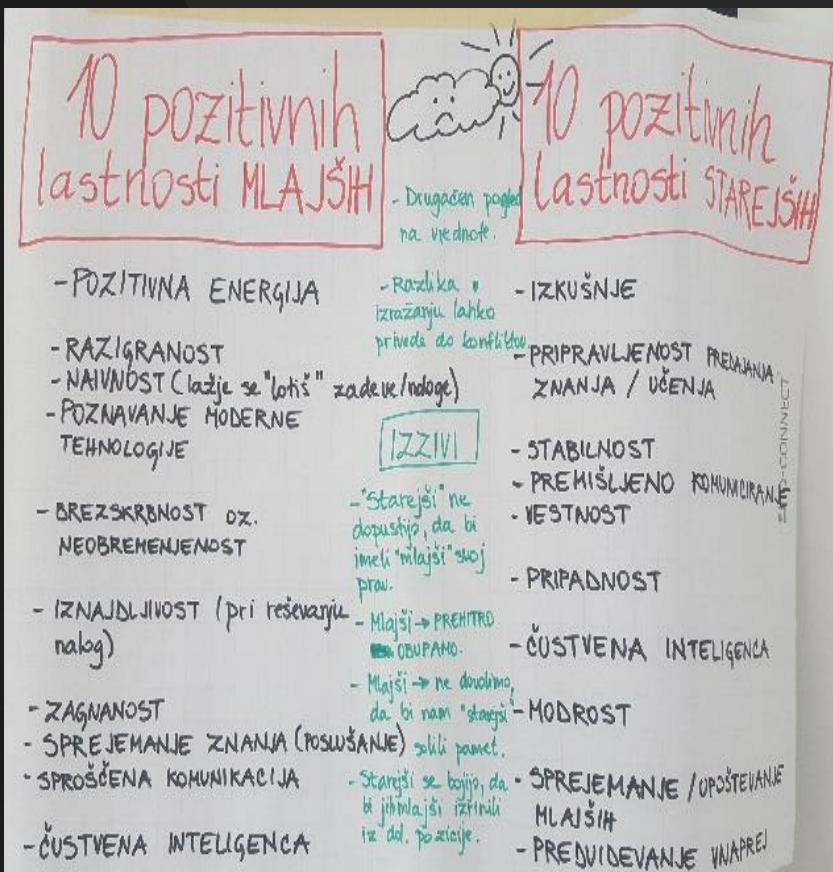 10 pozitivnih
lastnosti MLAJŠIH
- POZITIVNA ENERGIJA
- RAZIGRANOST
- NAIVNOST (lažje se "lotiš" zadeve/naloge)
- POZNAVANJE MODERNE
TEHNOLOGIJE
- BREZSKRBNOST OZ.
NEOBREMENJENOST
- IZNAJDLJIVOST (pri reševanju
nalog)
- ZAGNANOST
- SPREJEMANJE ZNANJA (POSLUŠANJE)
- SPROŠČENA KOMUNIKACIJA
- ČUSTVENA INTELIGENCA
- Drugačen pogled
na vrednote.
- Razlika v
izražanju lahko
privede do konfliktov
IZZIVI
- "Starejši" ne
dopustijo, da bi
imeli "mlajši" svoj
prav.
- Mlajši → PREHITRO
OBUPAMO.
- Mlajši → ne dovolimo,
da bi nam "starejši"
solili pamet.
- Starejši se bojijo, da
bi jih mlajši izrinili
iz dol. pozicije.
10 pozitivnih
lastnosti STAREJŠIH
- IZKUŠNJE
- PRIPRAVLJENOST PREDAJANJA
ZNANJA / UČENJA
- STABILNOST
- PREMIŠLJENO KOMUNICIRANJE
- VESTNOST
- PRIPADNOST
- ČUSTVENA INTELIGENCA
- MODROST
- SPREJEMANJE / UPOŠTEVANJE
MLAJŠIH
- PREDVIDEVANJE VNAPREJ